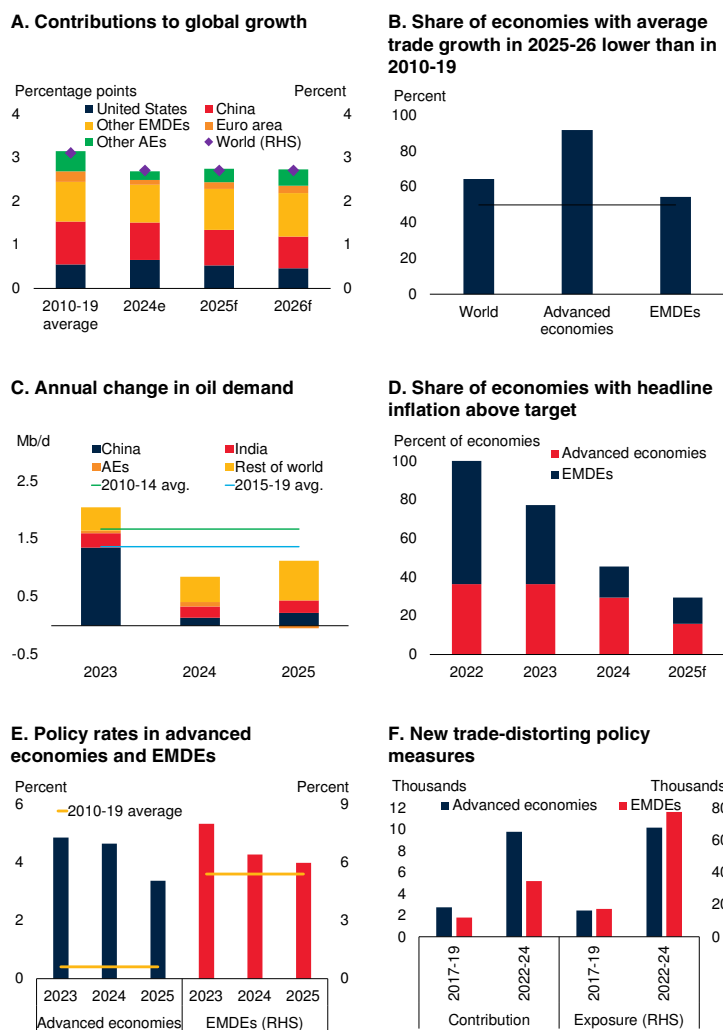 A. Contributions to global growth
Percentage points Percent
United States China
Other EMDEs Euro area
Other AEs World (RHS)
4 4
3 3
2 2
1 1
0 0
2010-19 average 2024e 2025f 2026f
B. Share of economies with average
trade growth in 2025-26 lower than in
2010-19
Percent
100
80
60
40
20
0
World Advanced economies EMDEs
C. Annual change in oil demand
Mb/d
China India
AEs Rest of world
2010-14 avg. 2015-19 avg.
2.5
1.5
0.5
-0.5
2023 2024 2025
D. Share of economies with headline
inflation above target
Percent of economies
Advanced economies
EMDEs
100
80
60
40
20
0
2022 2023 2024 2025f
E. Policy rates in advanced
economies and EMDEs
Percent Percent
2010-19 average
6 9
4 6
2 3
0 0
2023 2024 2025 2023 2024 2025
Advanced economies EMDEs (RHS)
F. New trade-distorting policy
measures
Thousands Thousands
Advanced economies EMDEs
12 80
10
8 60
6 40
4
2 20
0 0
2017-19 2022-24 2017-19 2022-24
Contribution Exposure (RHS)